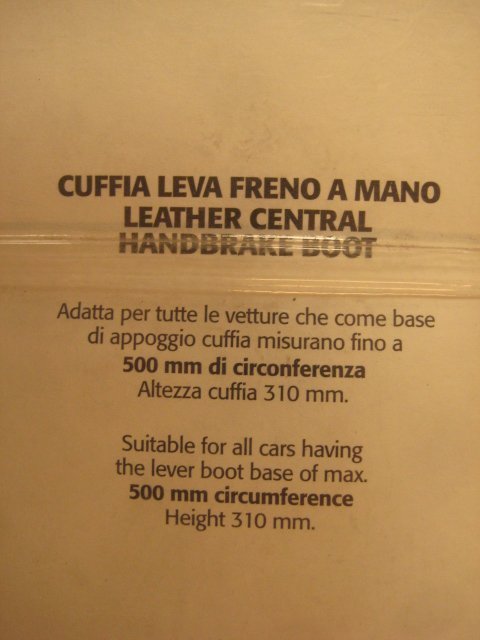 CUFFIA LEVA FRENO A MANO
LEATHER CENTRAL
HANDBRAKE BOOT
Adatta per tutte le vetture che come base
di appoggio cuffia misurano fino a
500 mm di circonferenza
Altezza cuffia 310 mm.
Suitable for all cars having
the lever boot base of max.
500 mm circumference
Height 310 mm.